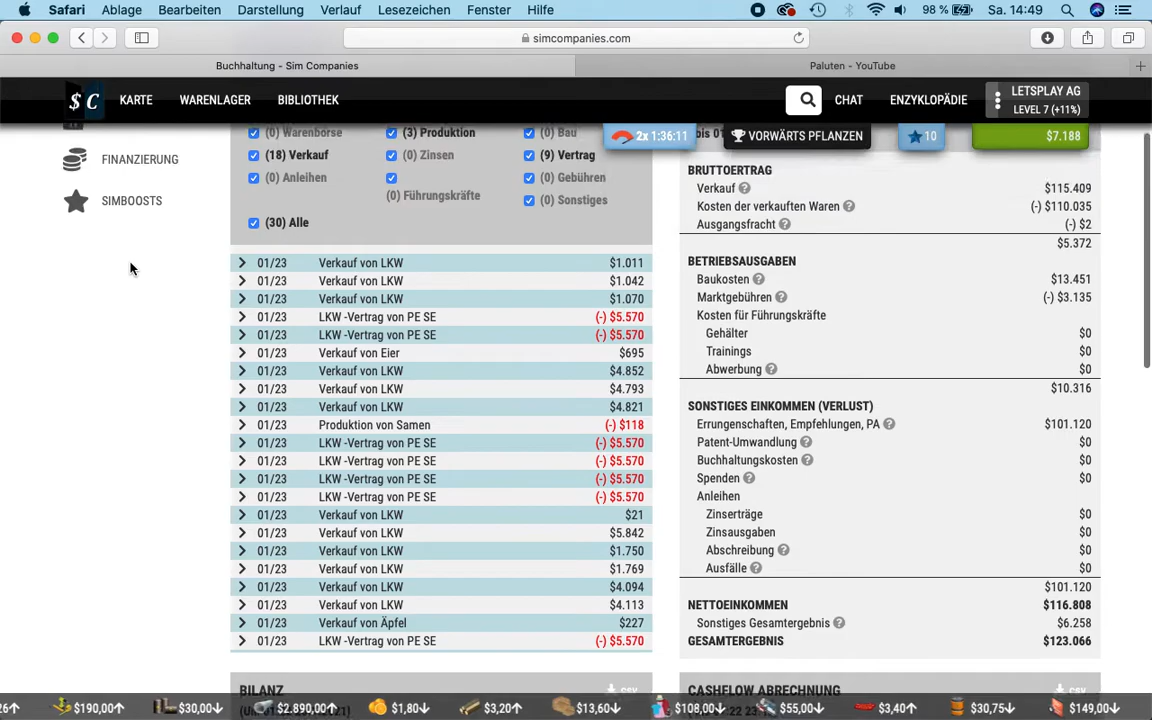 Safari Ablage Bearbeiten Darstellung Verlauf Lesezeichen Fenster Hilfe 98 % Sa. 14:49
simcompanies.com
Buchhaltung - Sim Companies Paluten - YouTube
$C KARTE WARENLAGER BIBLIOTHEK CHAT ENZYKLOPÄDIE LETSPLAY AG
LEVEL 7 (+11%)
2x 1:36:11 VORWÄRTS PFLANZEN 10 $7.188
FINANZIERUNG
SIMBOOSTS
(0) Warenbörse (3) Produktion (0) Bau
(18) Verkauf (0) Zinsen (9) Vertrag
(0) Anleihen (0) Führungskräfte (0) Gebühren
(0) Sonstiges
(30) Alle
01/23 Verkauf von LKW $1.011
01/23 Verkauf von LKW $1.042
01/23 Verkauf von LKW $1.070
01/23 LKW -Vertrag von PE SE (-) $5.570
01/23 LKW -Vertrag von PE SE (-) $5.570
01/23 Verkauf von Eier $695
01/23 Verkauf von LKW $4.852
01/23 Verkauf von LKW $4.793
01/23 Verkauf von LKW $4.821
01/23 Produktion von Samen (-) $118
01/23 LKW -Vertrag von PE SE (-) $5.570
01/23 LKW -Vertrag von PE SE (-) $5.570
01/23 LKW -Vertrag von PE SE (-) $5.570
01/23 LKW -Vertrag von PE SE (-) $5.570
01/23 Verkauf von LKW $21
01/23 Verkauf von LKW $5.842
01/23 Verkauf von LKW $1.750
01/23 Verkauf von LKW $1.769
01/23 Verkauf von LKW $4.094
01/23 Verkauf von LKW $4.113
01/23 Verkauf von Äpfel $227
01/23 LKW -Vertrag von PE SE (-) $5.570
BRUTTOERTRAG
Verkauf $115.409
Kosten der verkauften Waren (-) $110.035
Ausgangsfracht (-) $2
$5.372
BETRIEBSAUSGABEN
Baukosten $13.451
Marktgebühren (-) $3.135
Kosten für Führungskräfte
Gehälter $0
Trainings $0
Abwerbung $0
$10.316
SONSTIGES EINKOMMEN (VERLUST)
Errungenschaften, Empfehlungen, PA $101.120
Patent-Umwandlung $0
Buchhaltungskosten $0
Spenden $0
Anleihen
Zinserträge $0
Zinsausgaben $0
Abschreibung $0
Ausfälle $0
$101.120
NETTOEINKOMMEN $116.808
Sonstiges Gesamtergebnis $6.258
GESAMTERGEBNIS $123.066
BILANZ CSV
CASHFLOW ABRECHNUNG CSV
$190,00↑ $30,00↓ $2.890,00↑ $1,80↓ $3,20↑ $13,60↓ $108,00↓ $55,00↓ $3,40↑ $30,75↓ $149,00↓